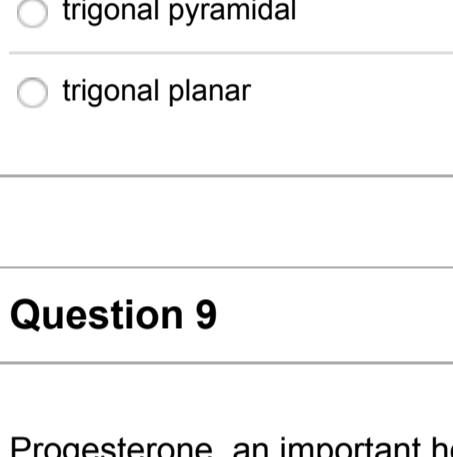 trigonal pyramidal
trigonal planar
Question 9
Progesterone, an important